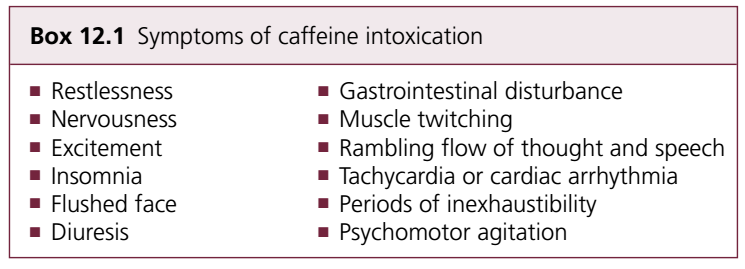 Box 12.1 Symptoms of caffeine intoxication
■ Restlessness
■ Nervousness
■ Excitement
■ Insomnia
■ Flushed face
■ Diuresis
■ Gastrointestinal disturbance
■ Muscle twitching
■ Rambling flow of thought and speech
■ Tachycardia or cardiac arrhythmia
■ Periods of inexhaustibility
■ Psychomotor agitation